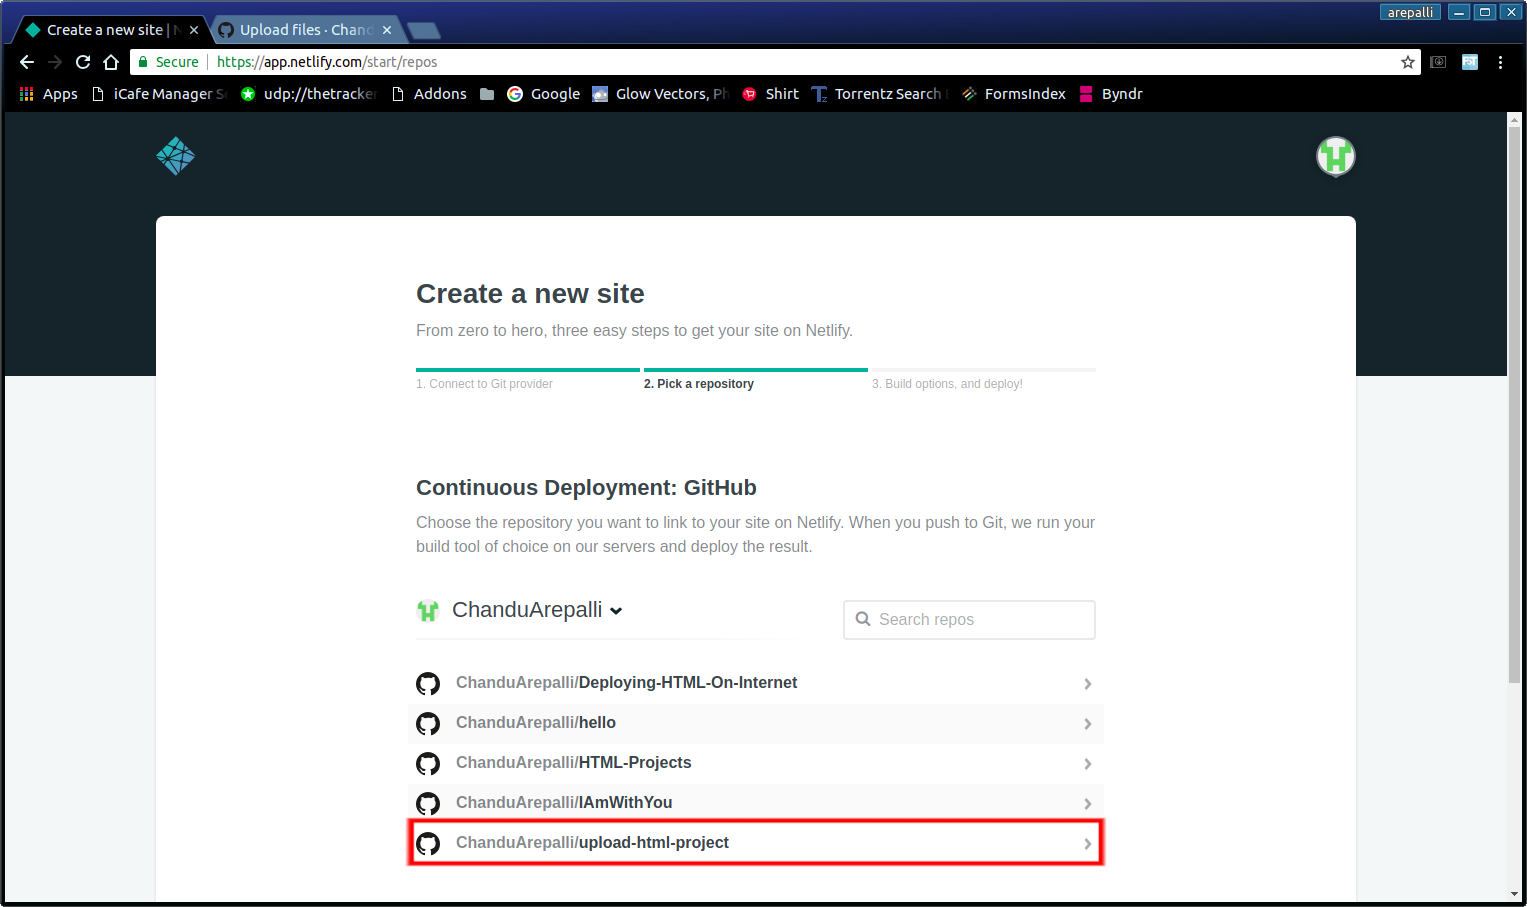 arepalli
Create a new site |
Upload files · Chand
Secure https://app.netlify.com/start/repos
Apps iCafe Manager Se udp://thetracker Addons Google Glow Vectors, Ph Shirt Torrentz Search FormsIndex Byndr
Create a new site
From zero to hero, three easy steps to get your site on Netlify.
1. Connect to Git provider 2. Pick a repository 3. Build options, and deploy!
Continuous Deployment: GitHub
Choose the repository you want to link to your site on Netlify. When you push to Git, we run your
build tool of choice on our servers and deploy the result.
ChanduArepalli
Search repos
ChanduArepalli/Deploying-HTML-On-Internet
ChanduArepalli/hello
ChanduArepalli/HTML-Projects
ChanduArepalli/IAmWithYou
ChanduArepalli/upload-html-project